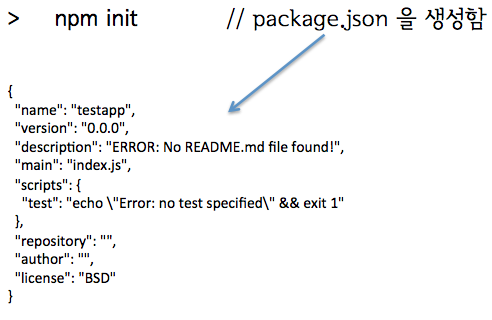 > npm init // package.json 을 생성함
{
"name": "testapp",
"version": "0.0.0",
"description": "ERROR: No README.md file found!",
"main": "index.js",
"scripts": {
"test": "echo \"Error: no test specified\" && exit 1"
},
"repository": "",
"author": "",
"license": "BSD"
}